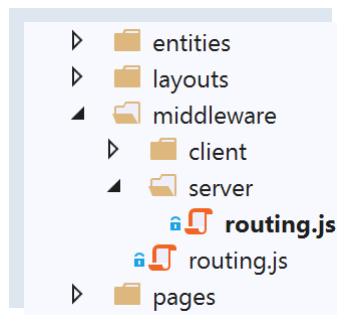 entities
layouts
middleware
client
server
routing.js
routing.js
pages